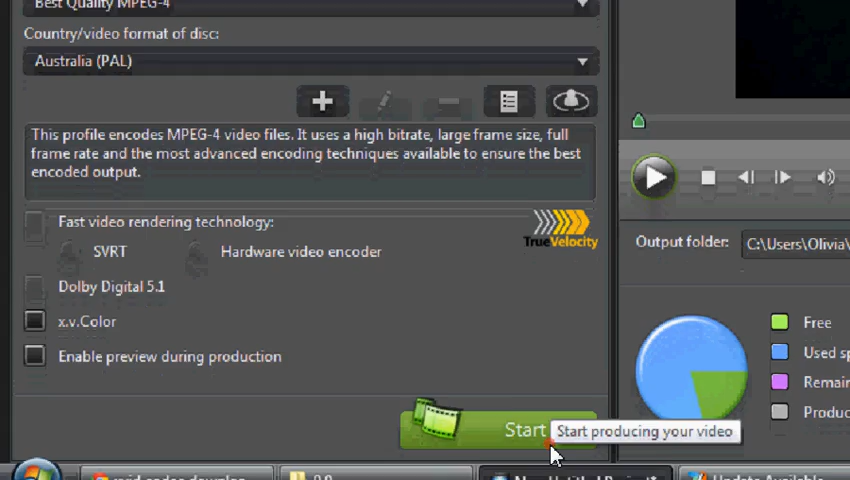 Best Quality MPEG-4
Country/video format of disc:
Australia (PAL)
This profile encodes MPEG-4 video files. It uses a high bitrate, large frame size, full
frame rate and the most advanced encoding techniques available to ensure the best
encoded output.
Fast video rendering technology:
TrueVelocity
SVRT
Hardware video encoder
Dolby Digital 5.1
x.v.Color
Enable preview during production
Output folder:
C:\Users\Olivia\
Free
Used sp
Remain
Produc
Start
Start producing your video
Update Available